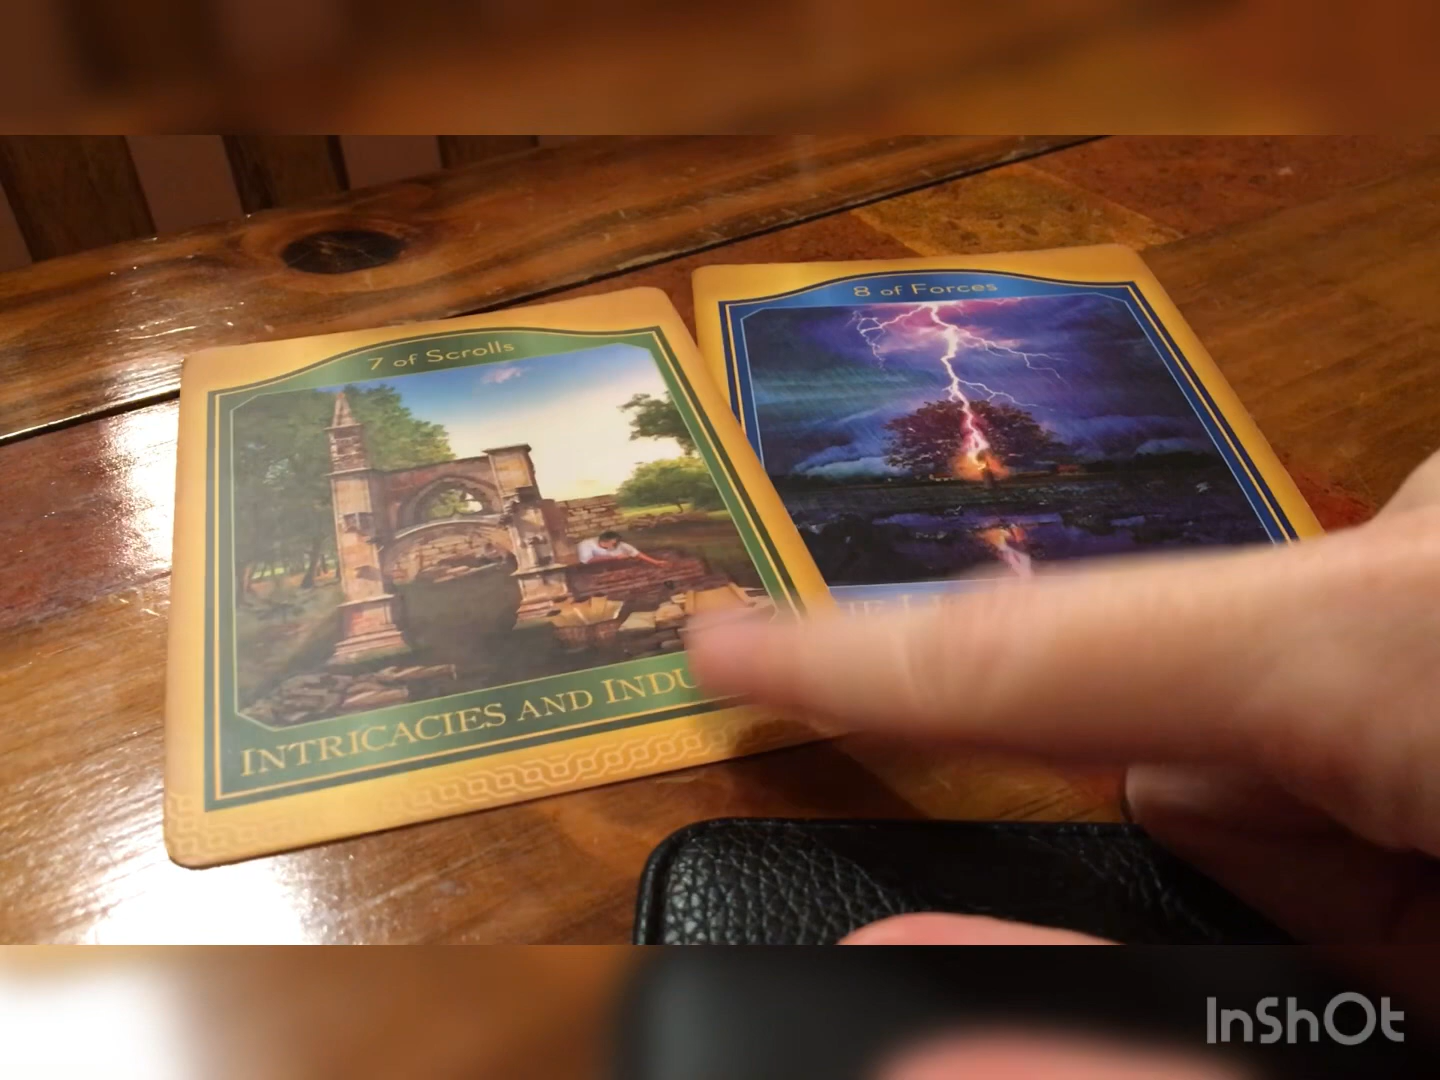 7 of Scrolls
INTRICACIES AND INDU
8 of Forces
INSHOT